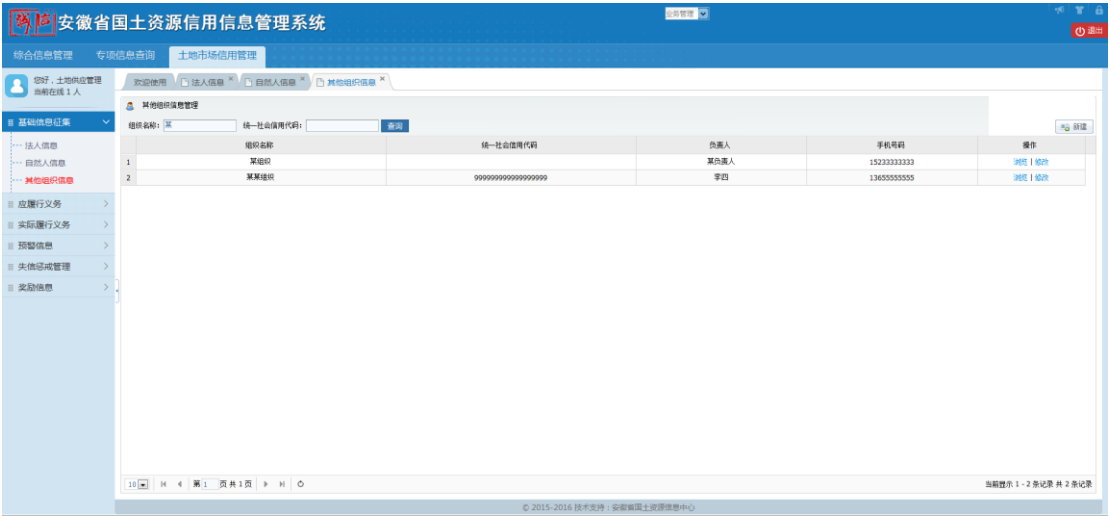 安徽省国土资源信用信息管理系统
业务管理
退出
综合信息管理 专项信息查询 土地市场信用管理
您好，土地供应管理
当前在线 1 人
欢迎使用 法人信息 自然人信息 其他组织信息
其他组织信息管理
基础信息征集
组织名称: 某 统一社会信用代码: 查询
新建
法人信息
自然人信息
其他组织信息
应履行义务
实际履行义务
预警信息
失信惩戒管理
奖励信息
组织名称 统一社会信用代码 负责人 手机号码 操作
1 某组织 某负责人 15233333333 浏览 | 修改
2 某某组织 999999999999999999 李四 13655555555 浏览 | 修改
10 第 1 页 共 1 页 当前显示 1 - 2 条记录 共 2 条记录
© 2015-2016 技术支持：安徽省国土资源信息中心